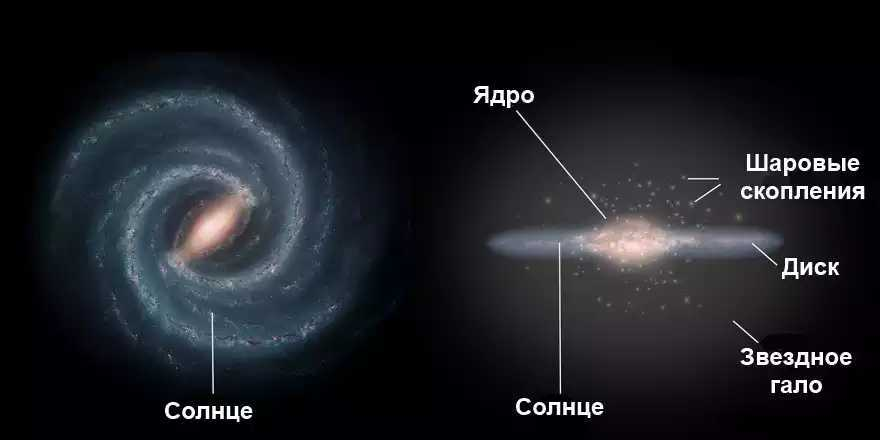 Ядро
Шаровые
скопления
Диск
Звездное
гало
Солнце
Солнце